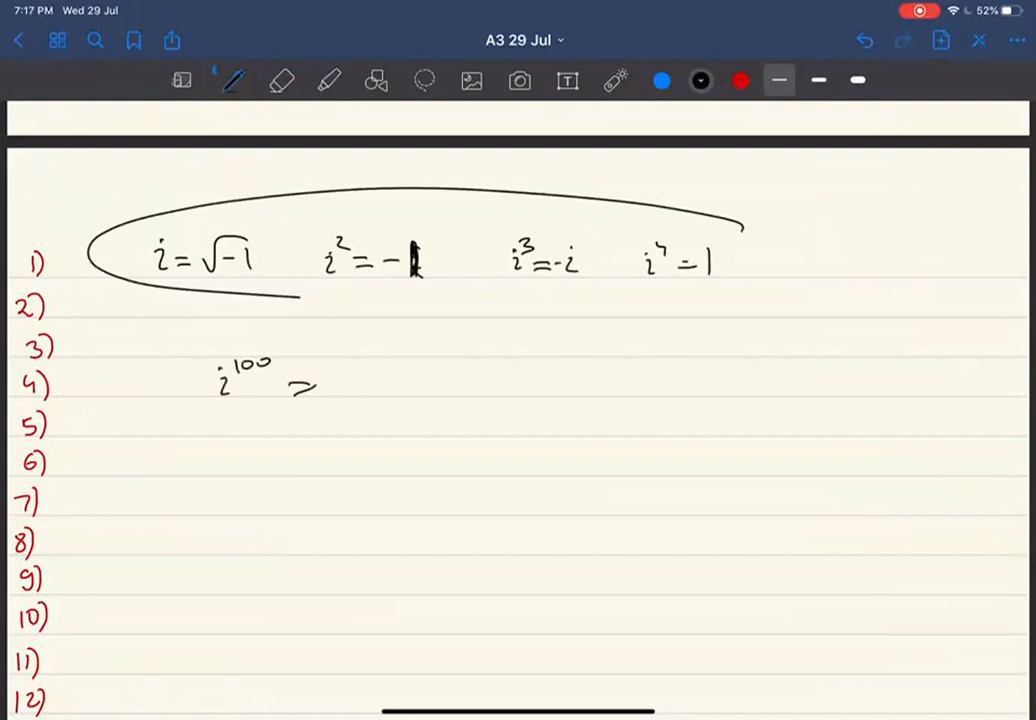 7:17 PM Wed 29 Jul 52%
A3 29 Jul
T
1) i = √-1 i² = -1 i³ = -i i⁴ = 1
2)
3)
4) i¹⁰⁰ =
5)
6)
7)
8)
9)
10)
11)
12)